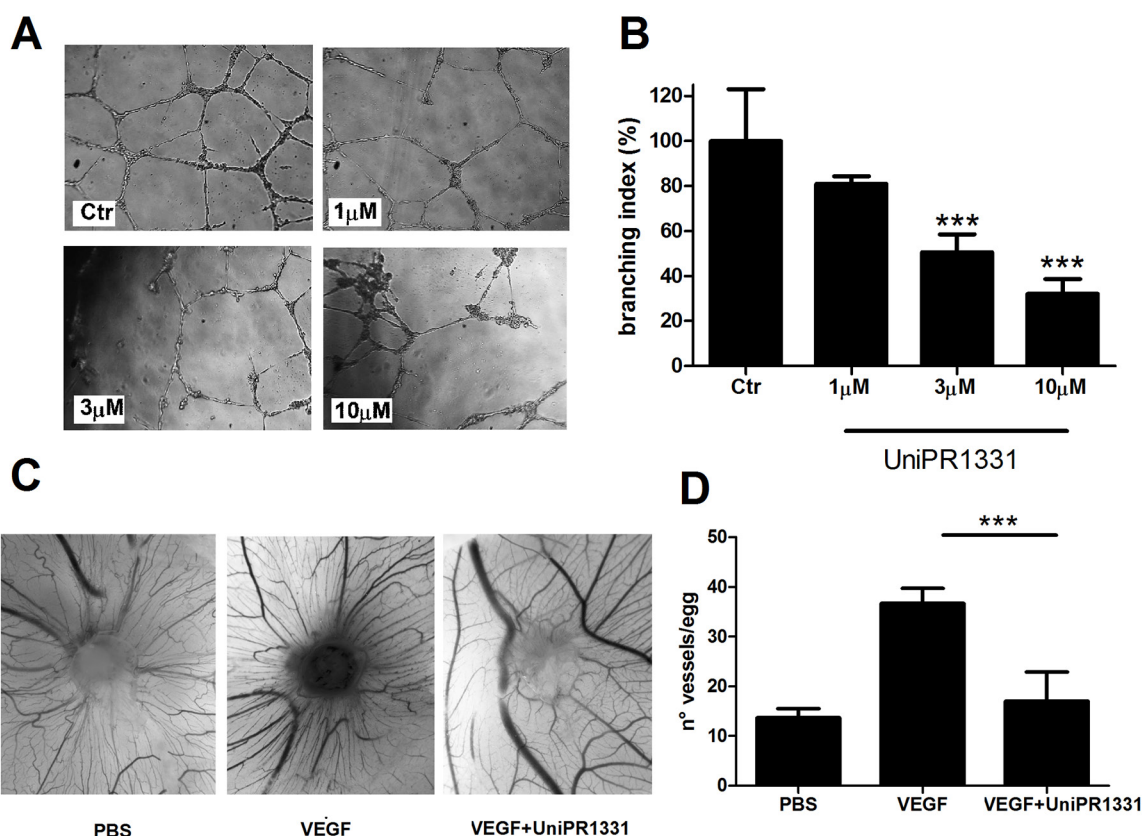 A
Ctr
1μM
3μM
10μM
B
branching index (%)
120
100
80
60
40
20
0
***
***
Ctr
1μM
3μM
10μM
UniPR1331
C
PBS
VEGF
VEGF+UniPR1331
D
n° vessels/egg
50
40
30
20
10
0
***
PBS
VEGF
VEGF+UniPR1331